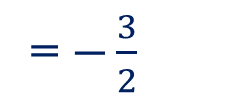 = − 3/2